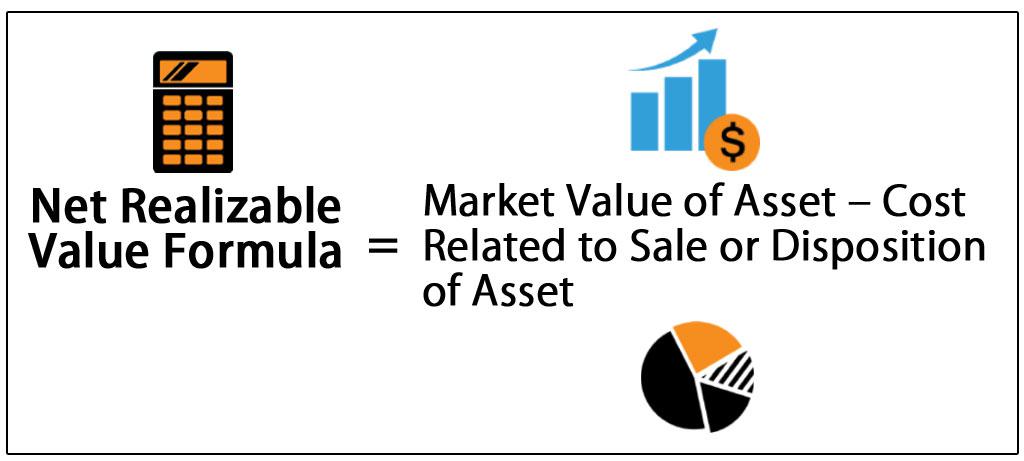 $
Net Realizable
Value Formula
=
Market Value of Asset – Cost
Related to Sale or Disposition
of Asset